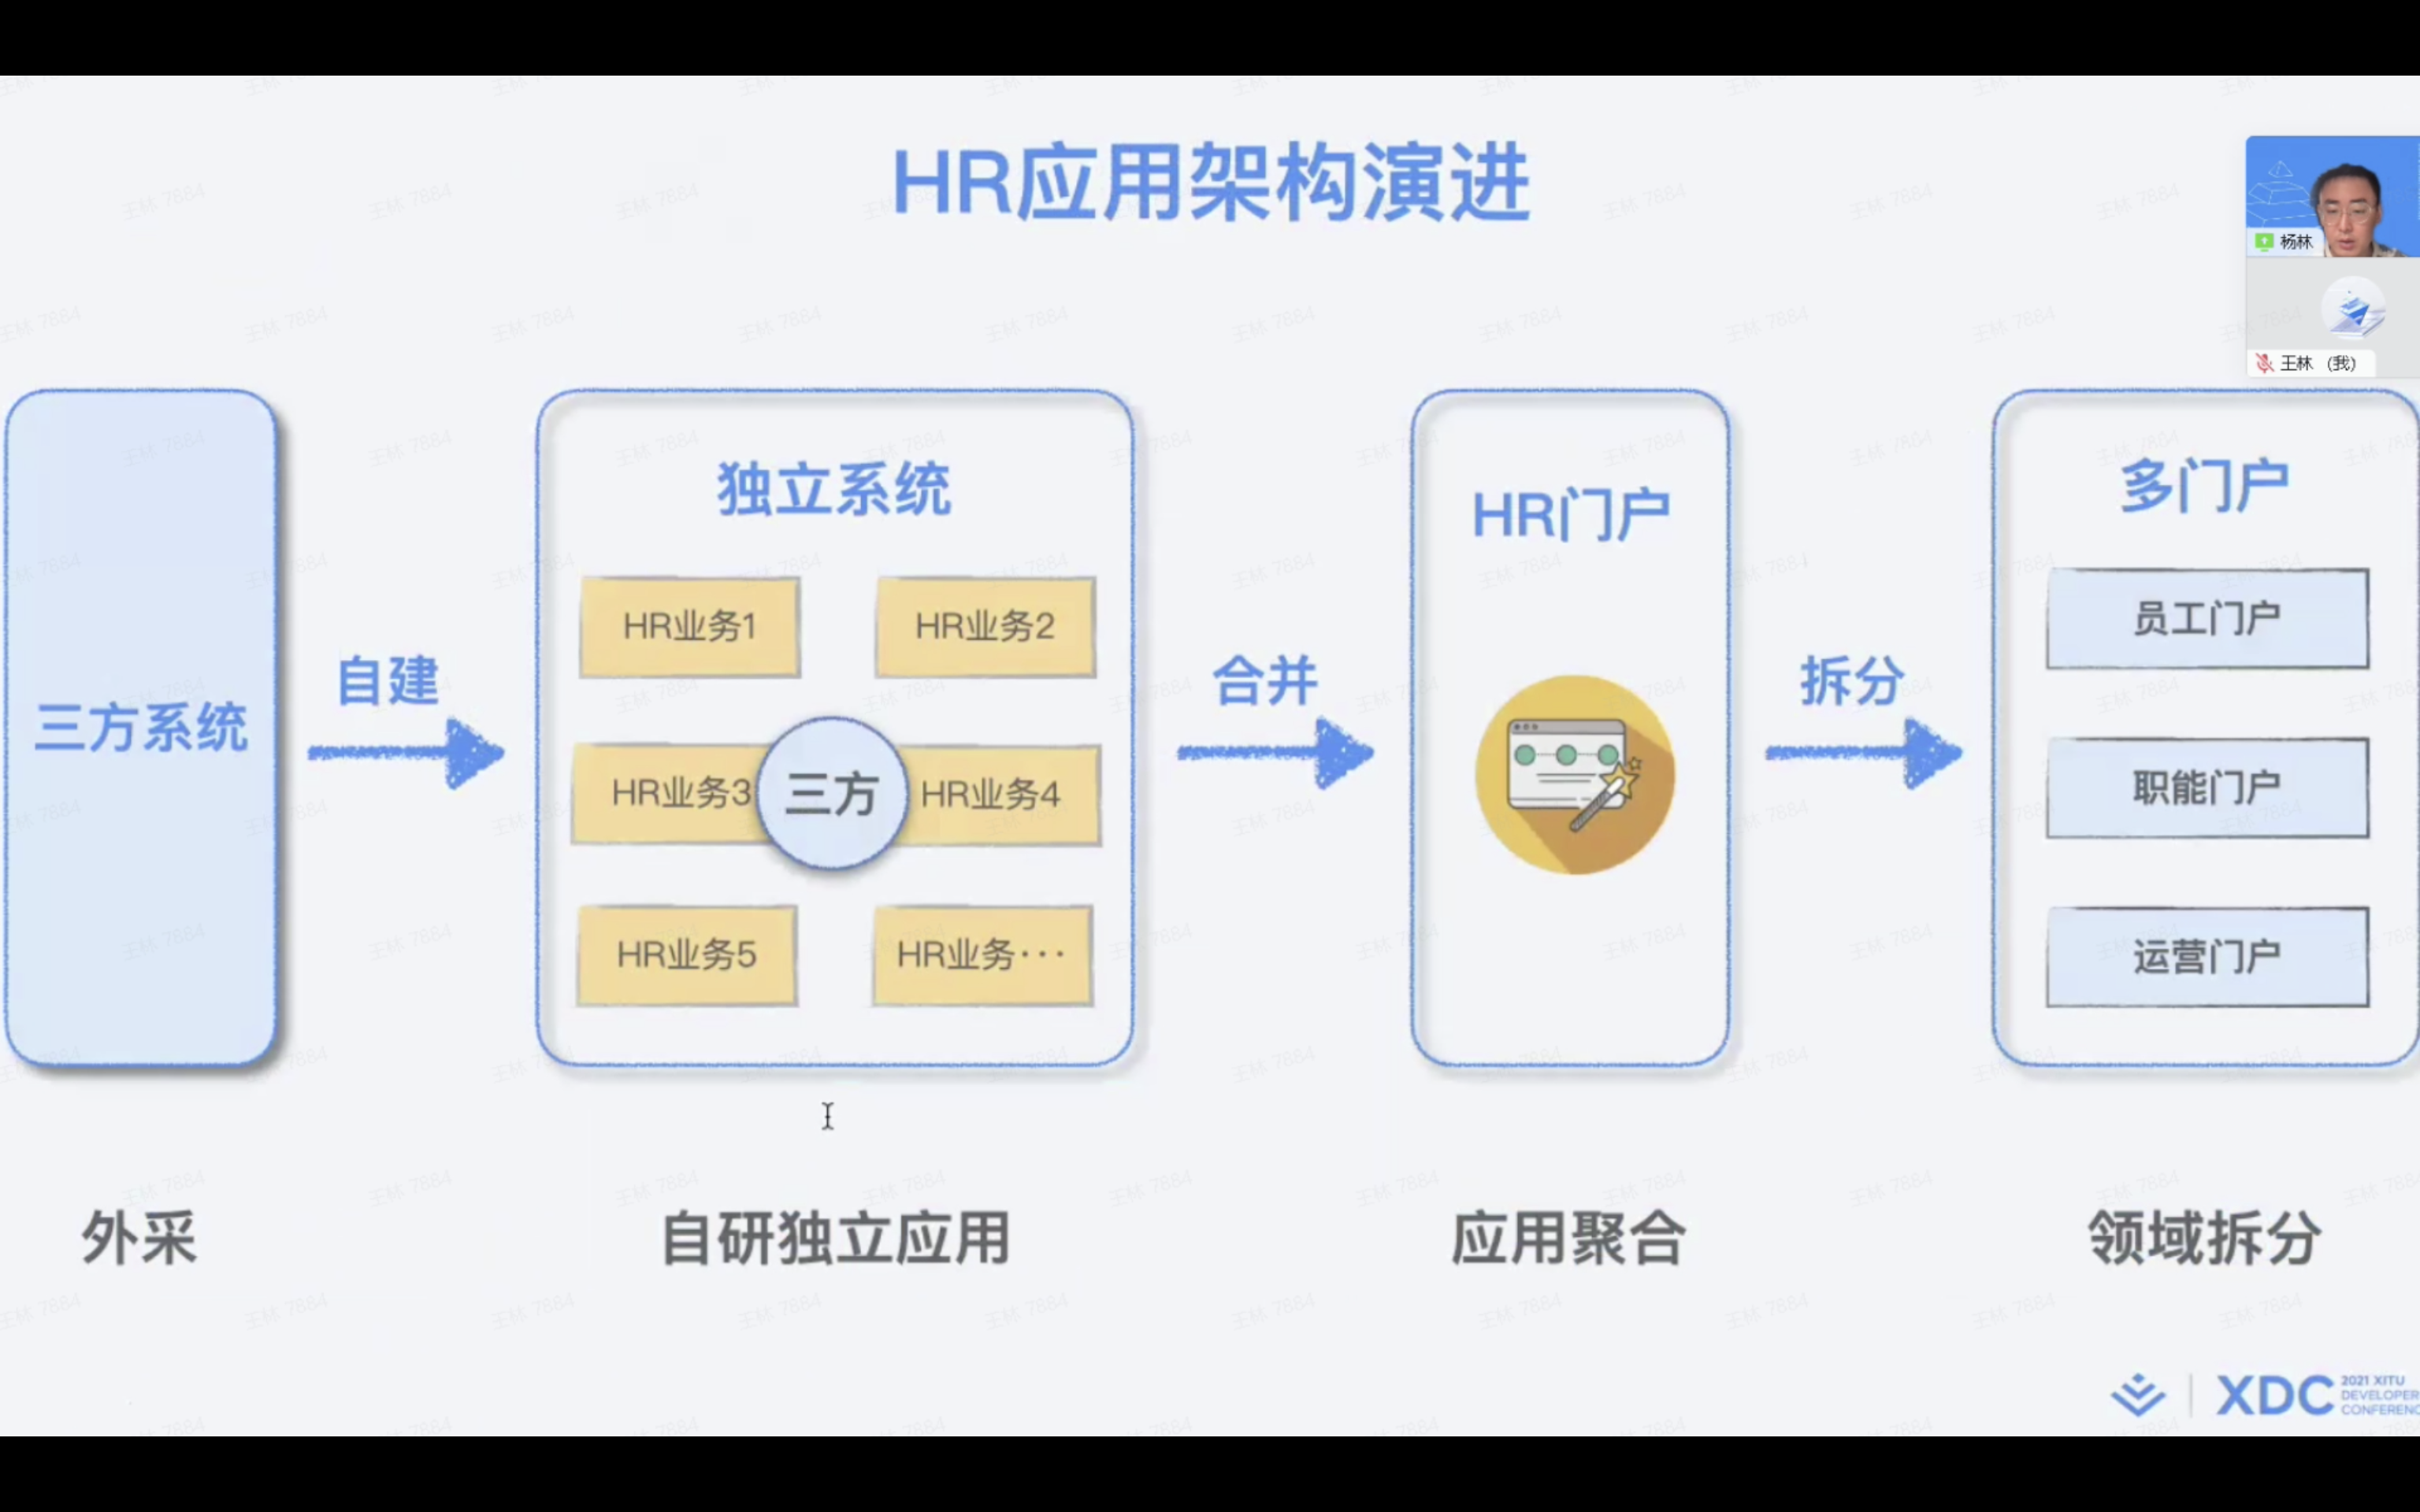 HR应用架构演进
杨林
王林 (我)
三方系统
自建
独立系统
HR业务1
HR业务2
HR业务3
三方
HR业务4
HR业务5
HR业务···
合并
HR门户
拆分
多门户
员工门户
职能门户
运营门户
外采
自研独立应用
应用聚合
领域拆分
XDC
2021 XITU
DEVELOPER
CONFERENC
王林 7884